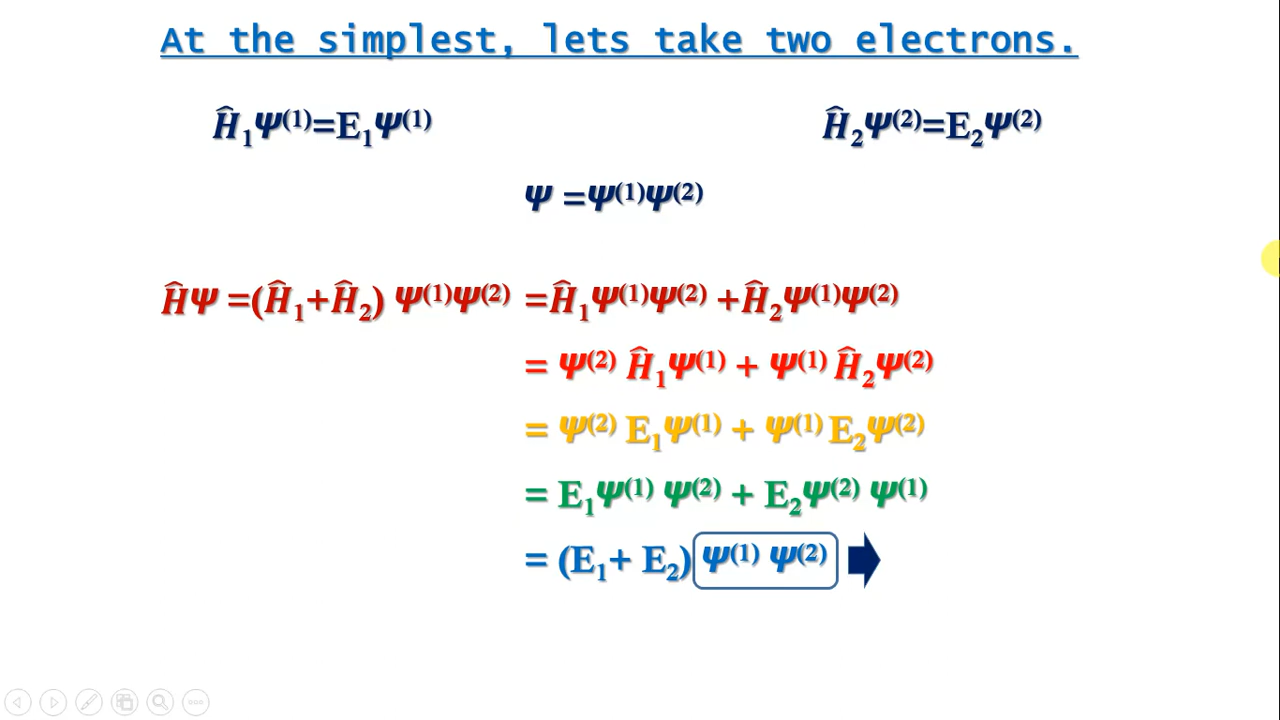 At the simplest, lets take two electrons.
Ĥ₁Ψ⁽¹⁾=E₁Ψ⁽¹⁾ Ĥ₂Ψ⁽²⁾=E₂Ψ⁽²⁾
Ψ =Ψ⁽¹⁾Ψ⁽²⁾
ĤΨ =(Ĥ₁+Ĥ₂) Ψ⁽¹⁾Ψ⁽²⁾ =Ĥ₁Ψ⁽¹⁾Ψ⁽²⁾ +Ĥ₂Ψ⁽¹⁾Ψ⁽²⁾
= Ψ⁽²⁾ Ĥ₁Ψ⁽¹⁾ + Ψ⁽¹⁾ Ĥ₂Ψ⁽²⁾
= Ψ⁽²⁾ E₁Ψ⁽¹⁾ + Ψ⁽¹⁾ E₂Ψ⁽²⁾
= E₁Ψ⁽¹⁾ Ψ⁽²⁾ + E₂Ψ⁽²⁾ Ψ⁽¹⁾
= (E₁+ E₂) Ψ⁽¹⁾ Ψ⁽²⁾